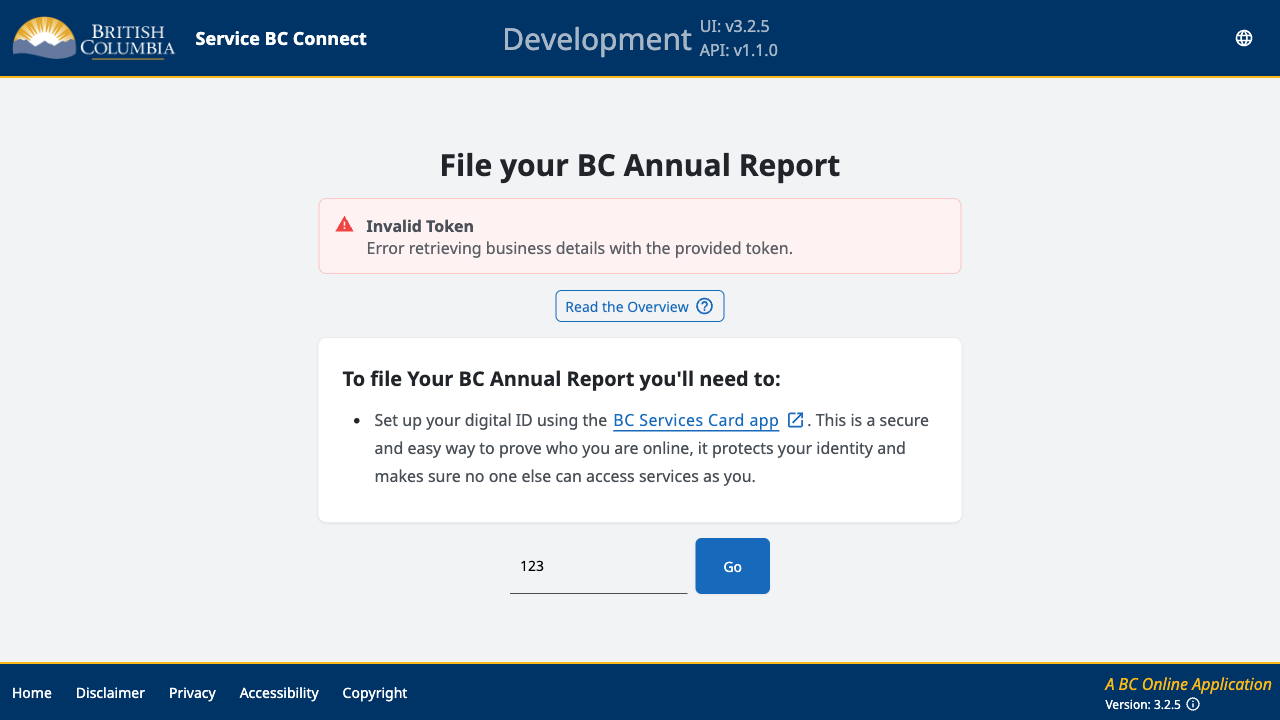 BRITISH
COLUMBIA
Service BC Connect
Development
UI: v3.2.5
API: v1.1.0
File your BC Annual Report
Invalid Token
Error retrieving business details with the provided token.
Read the Overview
To file Your BC Annual Report you'll need to:
• Set up your digital ID using the BC Services Card app . This is a secure
and easy way to prove who you are online, it protects your identity and
makes sure no one else can access services as you.
123
Go
Home Disclaimer Privacy Accessibility Copyright
A BC Online Application
Version: 3.2.5